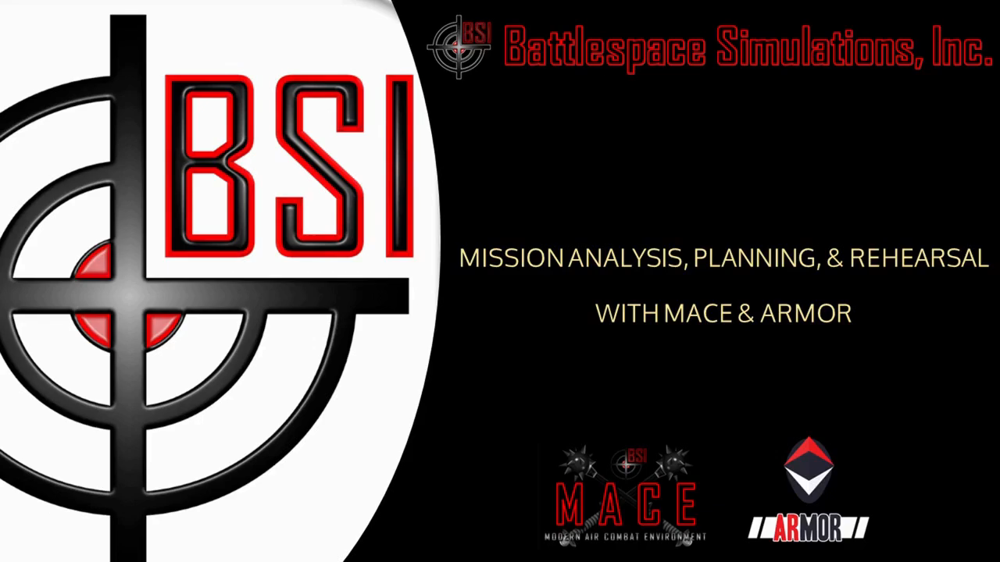 BSI
BSI
Battlespace Simulations, Inc.
MISSION ANALYSIS, PLANNING, & REHEARSAL
WITH MACE & ARMOR
BSI
MACE
MODERN AIR COMBAT ENVIRONMENT
ARMOR